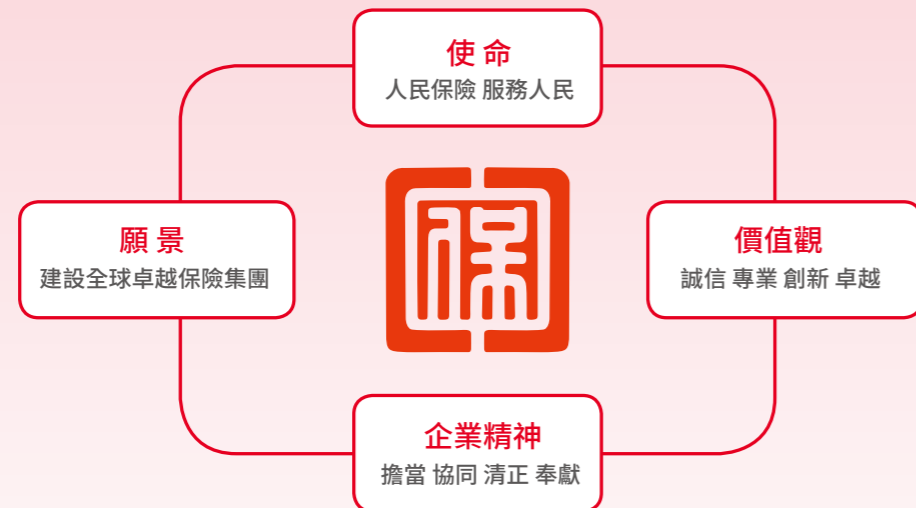 使命
人民保險 服務人民
願景
建設全球卓越保險集團
保
價值觀
誠信 專業 創新 卓越
企業精神
擔當 協同 清正 奉獻